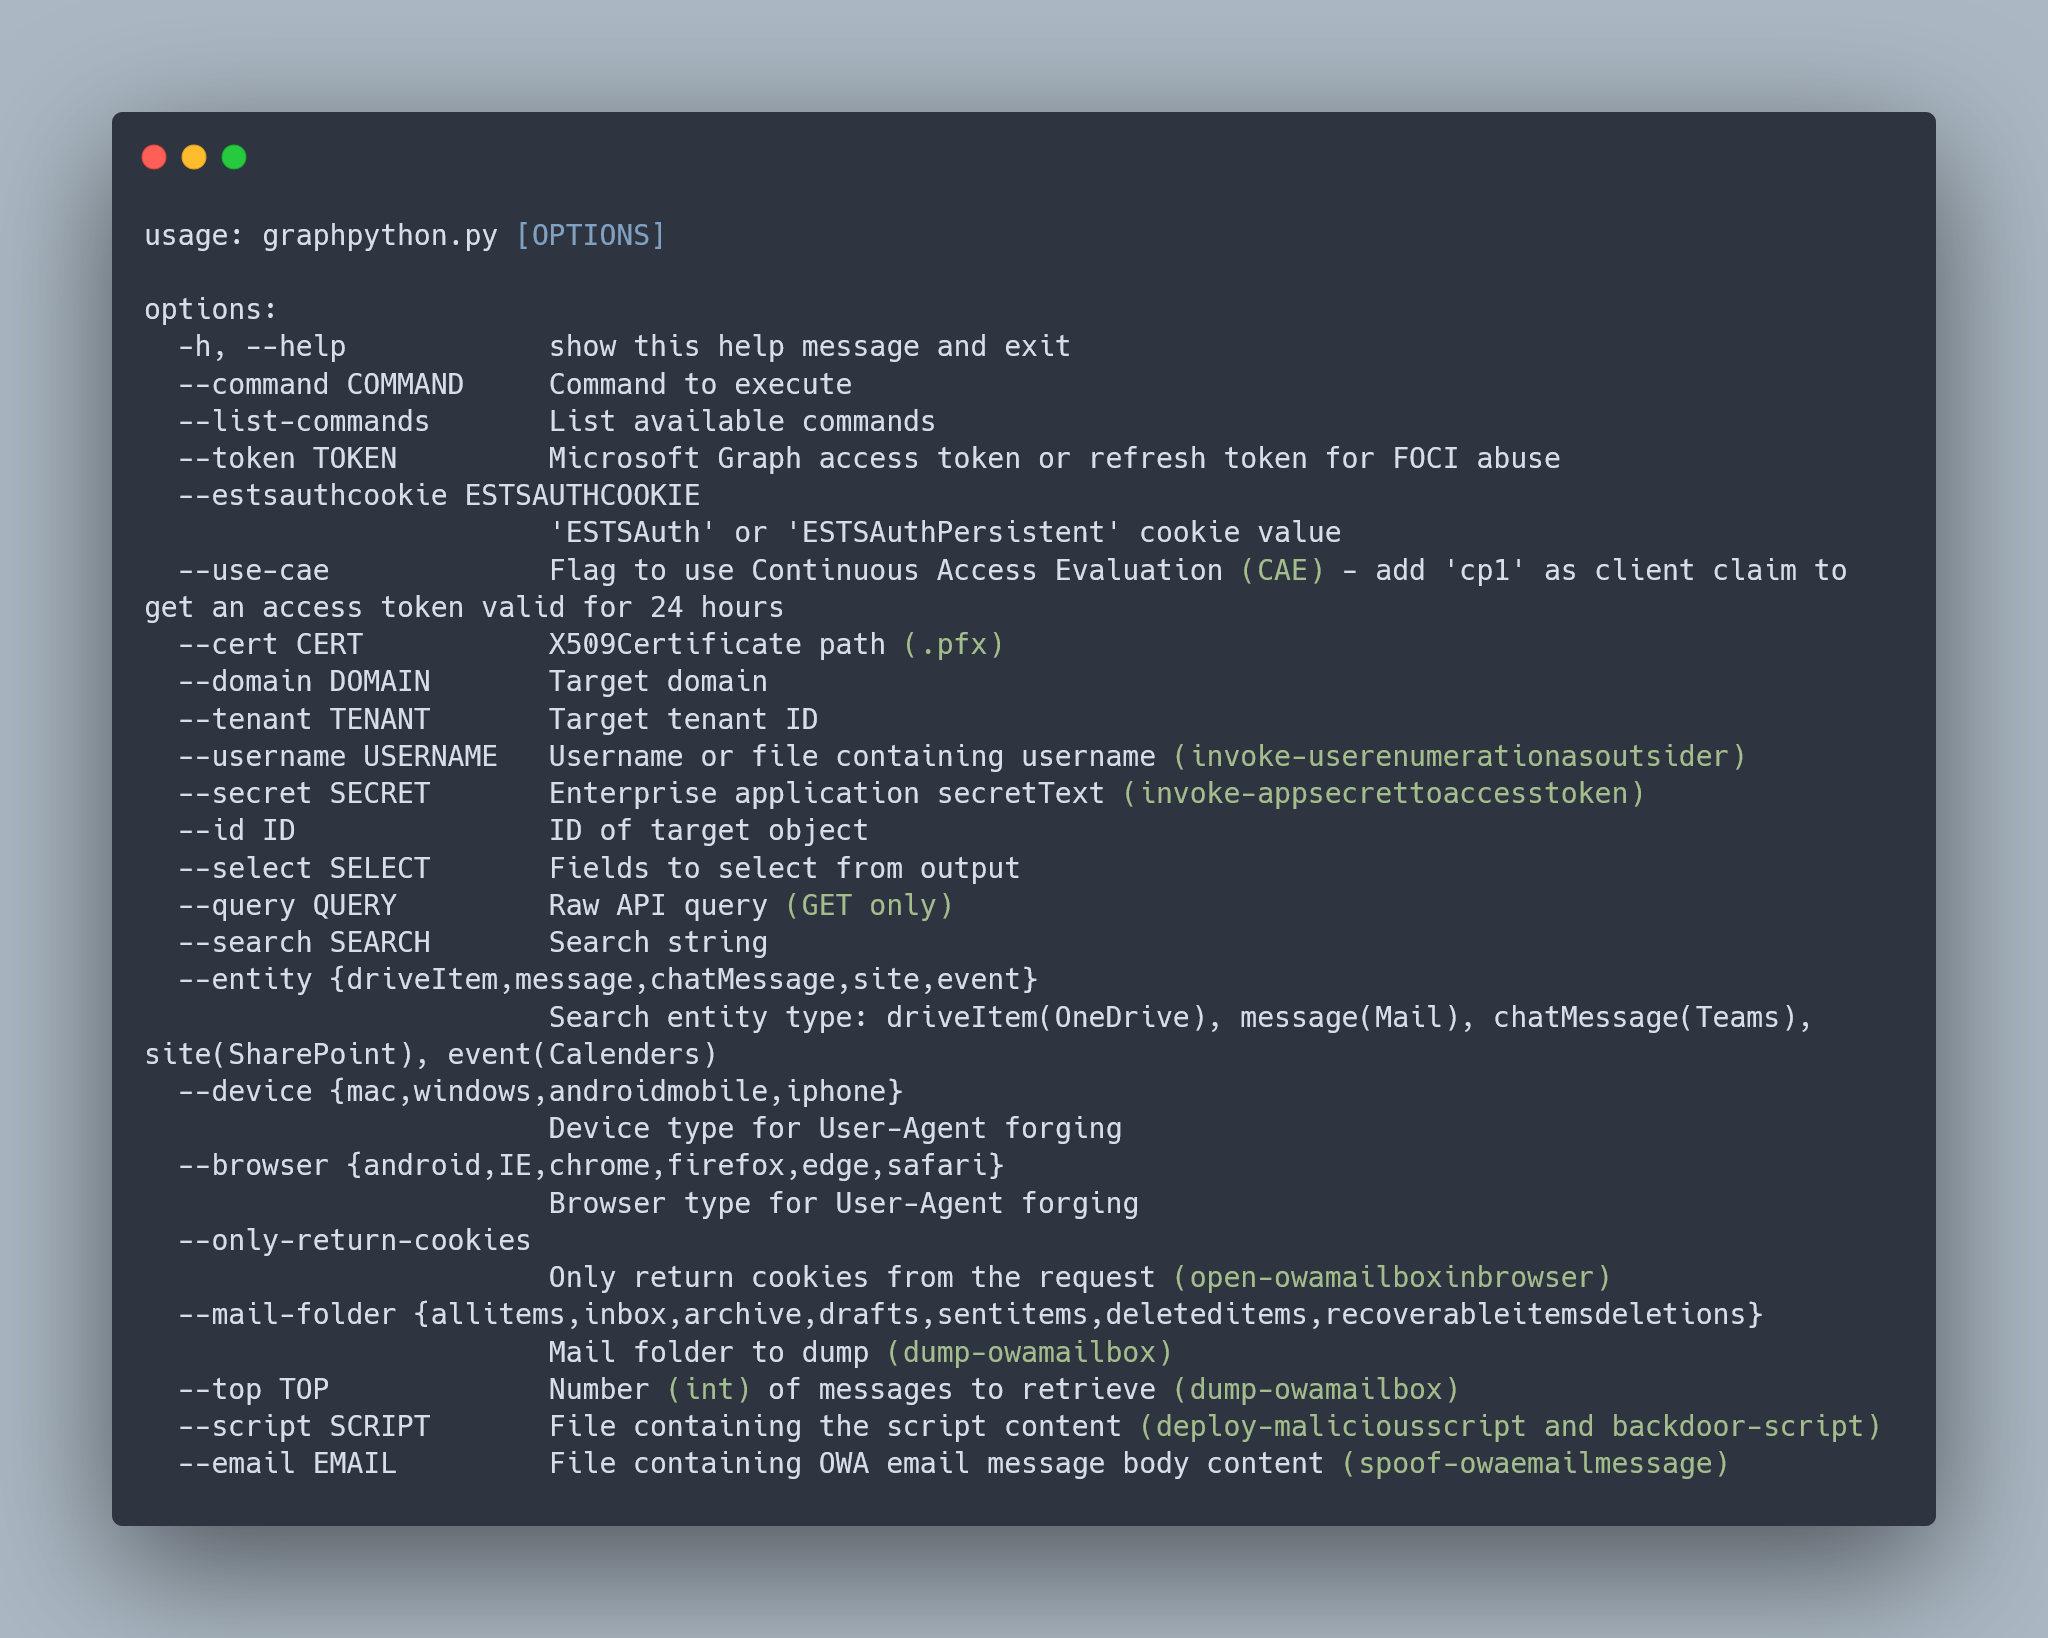 usage: graphpython.py [OPTIONS]
options:
-h, --help show this help message and exit
--command COMMAND Command to execute
--list-commands List available commands
--token TOKEN Microsoft Graph access token or refresh token for FOCI abuse
--estsauthcookie ESTSAUTHCOOKIE
'ESTSAuth' or 'ESTSAuthPersistent' cookie value
--use-cae Flag to use Continuous Access Evaluation (CAE) - add 'cp1' as client claim to
get an access token valid for 24 hours
--cert CERT X509Certificate path (.pfx)
--domain DOMAIN Target domain
--tenant TENANT Target tenant ID
--username USERNAME Username or file containing username (invoke-userenumerationasoutsider)
--secret SECRET Enterprise application secretText (invoke-appsecrettoaccesstoken)
--id ID ID of target object
--select SELECT Fields to select from output
--query QUERY Raw API query (GET only)
--search SEARCH Search string
--entity {driveItem,message,chatMessage,site,event}
Search entity type: driveItem(OneDrive), message(Mail), chatMessage(Teams),
site(SharePoint), event(Calenders)
--device {mac,windows,androidmobile,iphone}
Device type for User-Agent forging
--browser {android,IE,chrome,firefox,edge,safari}
Browser type for User-Agent forging
--only-return-cookies
Only return cookies from the request (open-owamailboxinbrowser)
--mail-folder {allitems,inbox,archive,drafts,sentitems,deleteditems,recoverableitemsdeletions}
Mail folder to dump (dump-owamailbox)
--top TOP Number (int) of messages to retrieve (dump-owamailbox)
--script SCRIPT File containing the script content (deploy-maliciousscript and backdoor-script)
--email EMAIL File containing OWA email message body content (spoof-owaemailmessage)